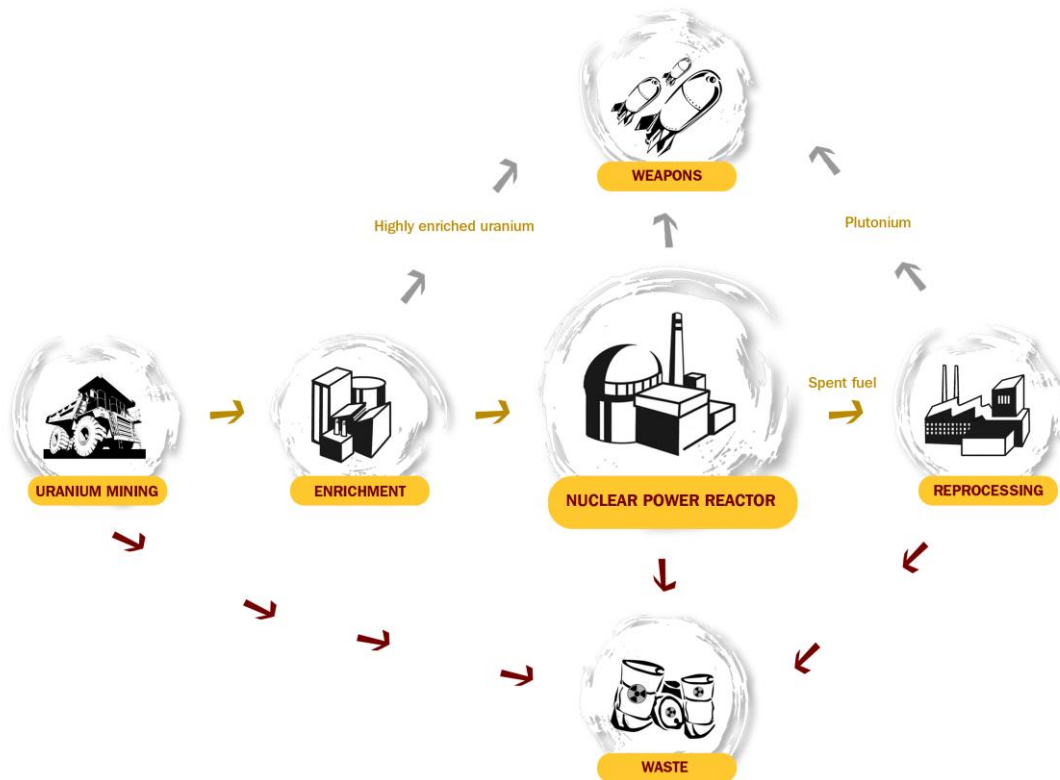 WEAPONS
Highly enriched uranium
Plutonium
Spent fuel
URANIUM MINING
ENRICHMENT
NUCLEAR POWER REACTOR
REPROCESSING
WASTE